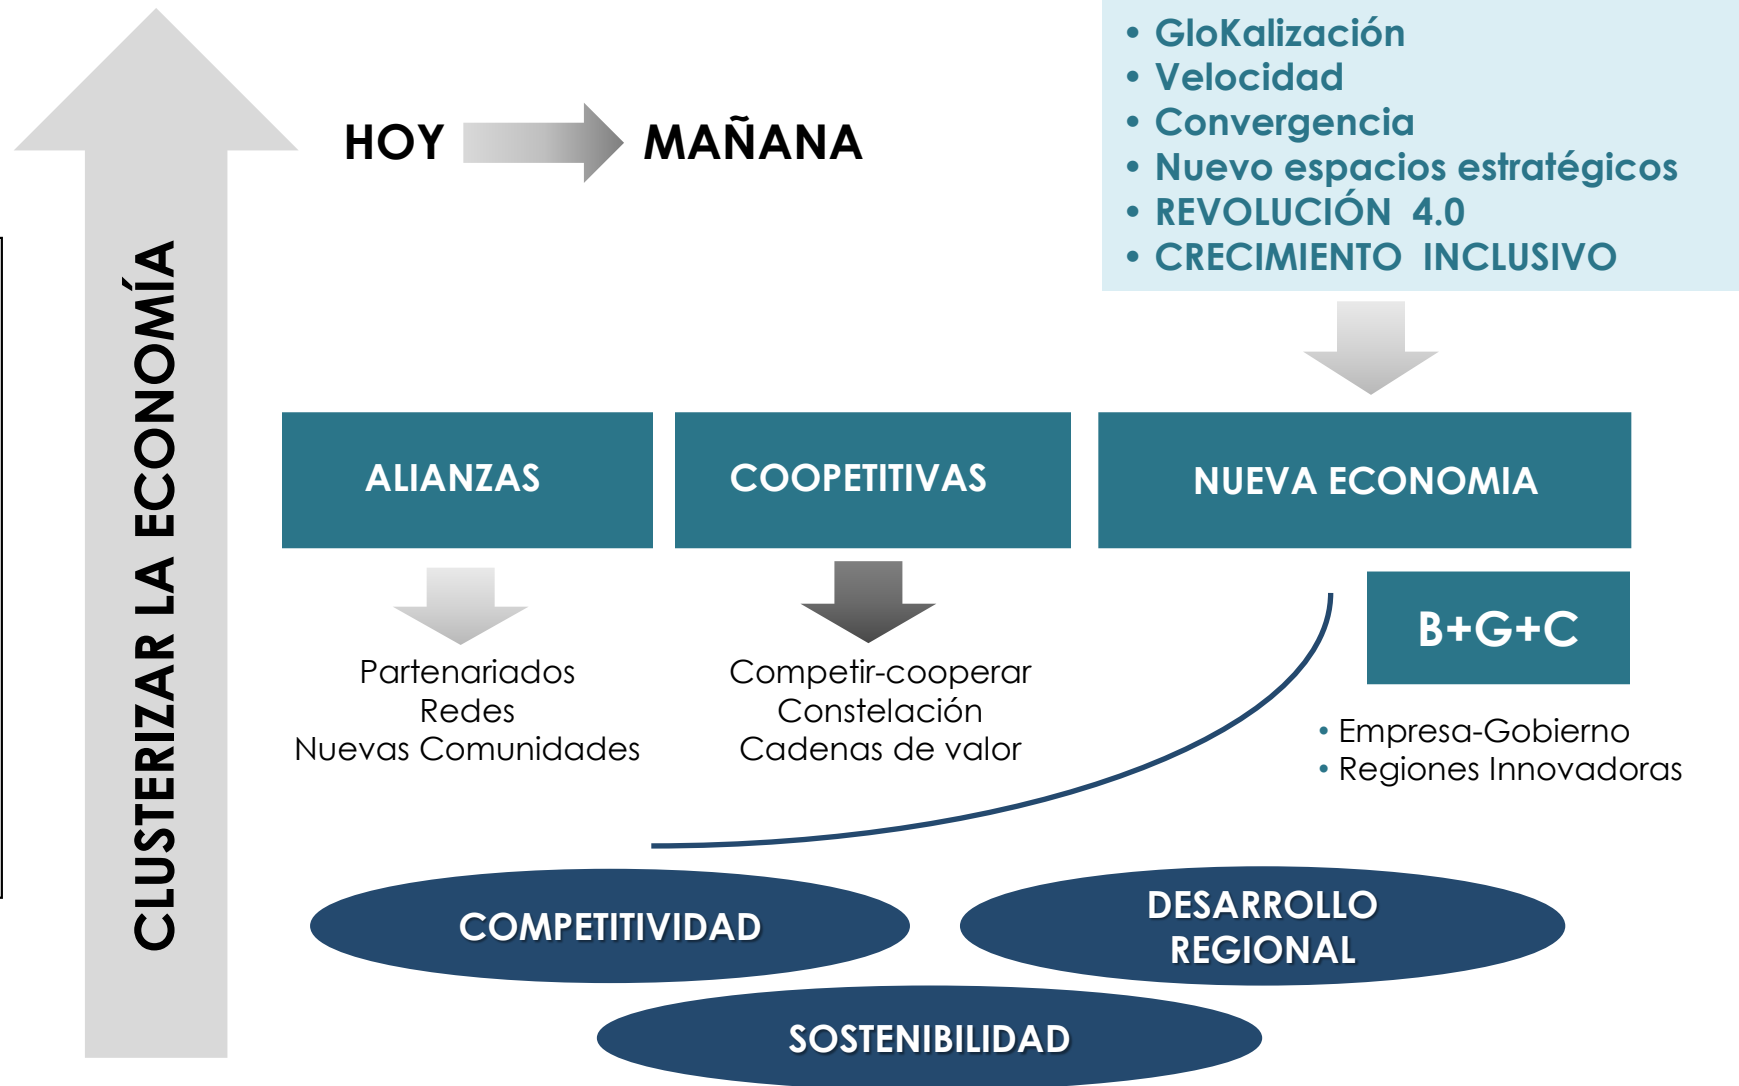 • GloKalización
• Velocidad
• Convergencia
• Nuevo espacios estratégicos
• REVOLUCIÓN 4.0
• CRECIMIENTO INCLUSIVO
HOY
MAÑANA
CLUSTERIZAR LA ECONOMÍA
ALIANZAS
COOPETITIVAS
NUEVA ECONOMIA
Partenariados
Redes
Nuevas Comunidades
Competir-cooperar
Constelación
Cadenas de valor
B+G+C
• Empresa-Gobierno
• Regiones Innovadoras
COMPETITIVIDAD
DESARROLLO
REGIONAL
SOSTENIBILIDAD